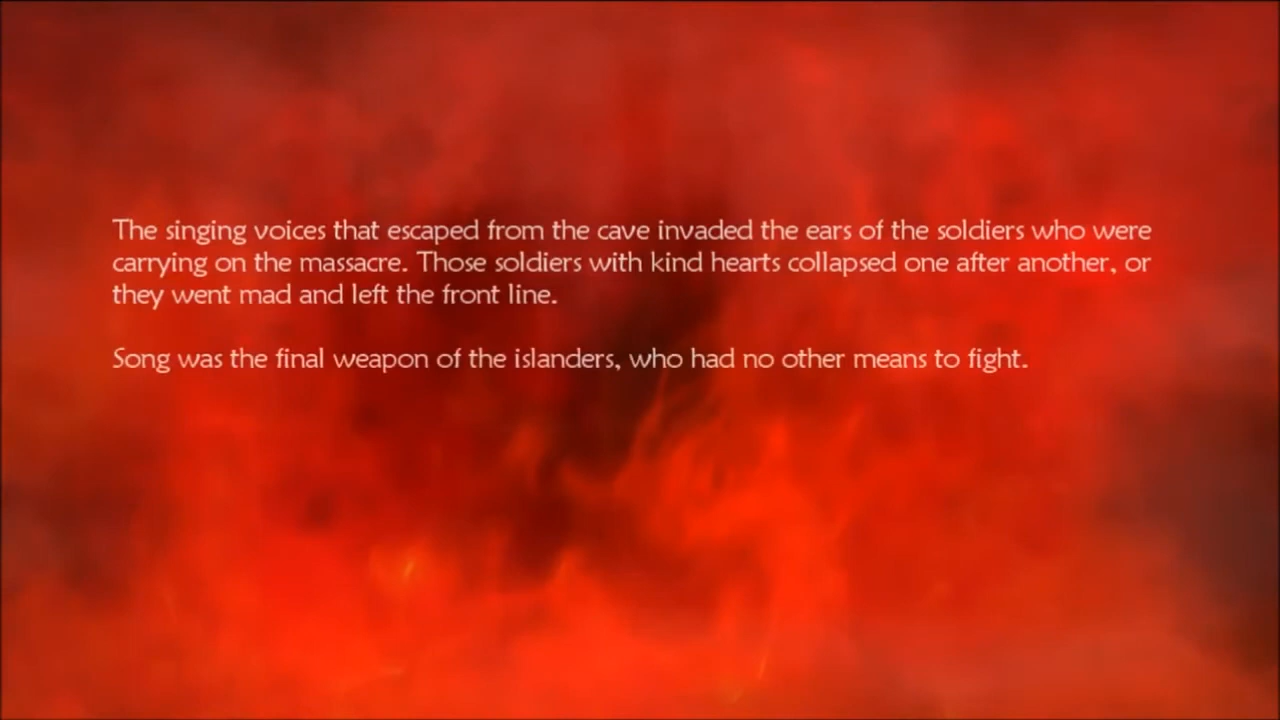 The singing voices that escaped from the cave invaded the ears of the soldiers who were
carrying on the massacre. Those soldiers with kind hearts collapsed one after another, or
they went mad and left the front line.
Song was the final weapon of the islanders, who had no other means to fight.